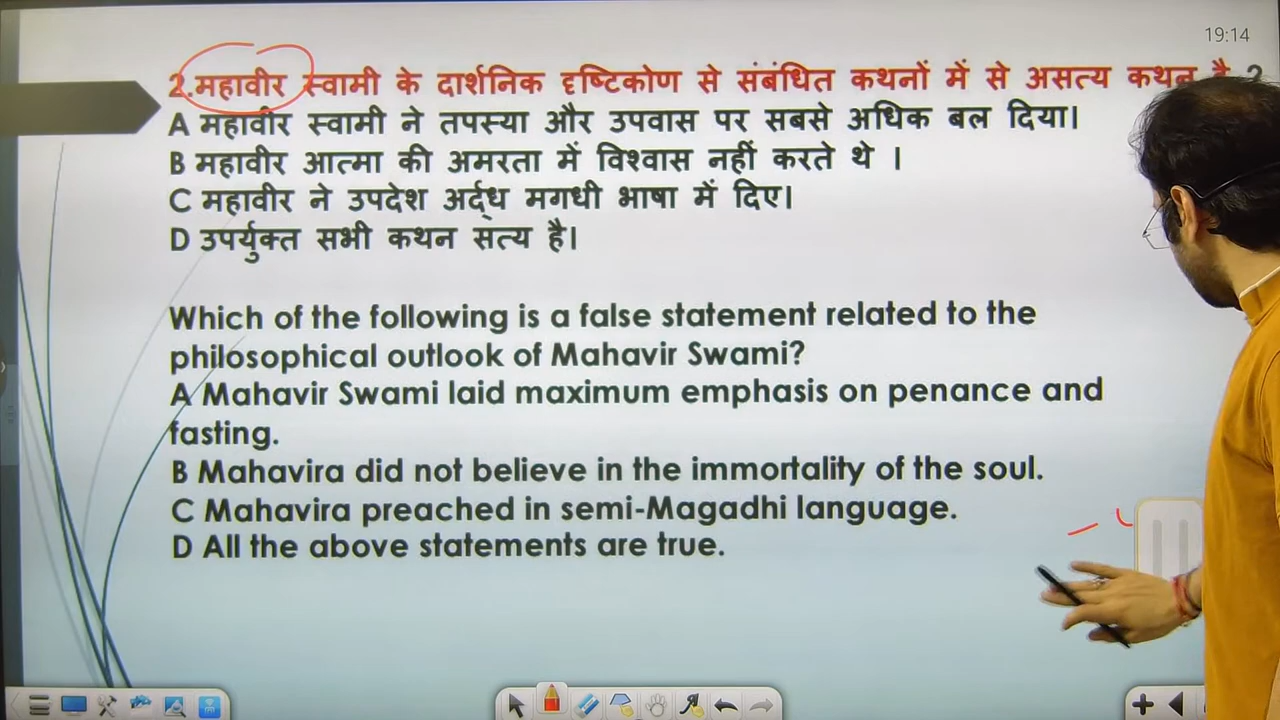 19:14
2.महावीर स्वामी के दार्शनिक दृष्टिकोण से संबंधित कथनों में से असत्य कथन है ?
A महावीर स्वामी ने तपस्या और उपवास पर सबसे अधिक बल दिया।
B महावीर आत्मा की अमरता में विश्वास नहीं करते थे ।
C महावीर ने उपदेश अर्द्ध मगधी भाषा में दिए।
D उपर्युक्त सभी कथन सत्य है।
Which of the following is a false statement related to the
philosophical outlook of Mahavir Swami?
A Mahavir Swami laid maximum emphasis on penance and
fasting.
B Mahavira did not believe in the immortality of the soul.
C Mahavira preached in semi-Magadhi language.
D All the above statements are true.